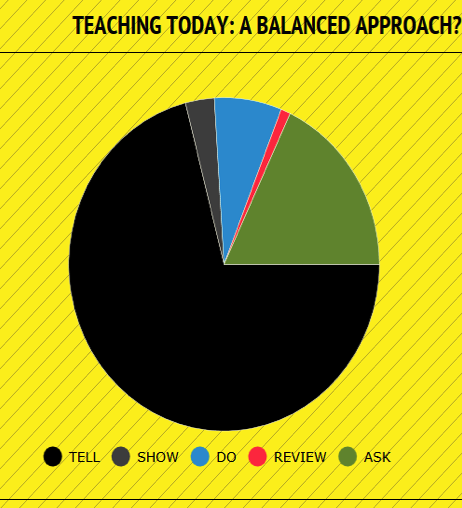 TEACHING TODAY: A BALANCED APPROACH?
TELL SHOW DO REVIEW ASK